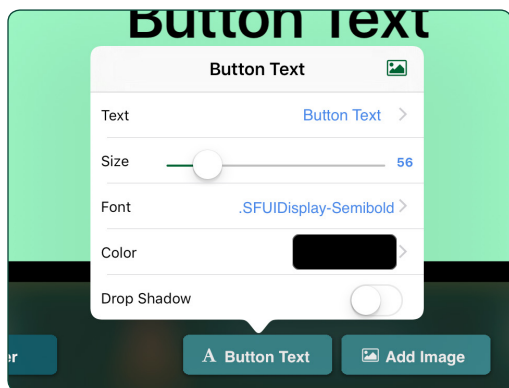 Button Text
Button Text
Text Button Text
Size 56
Font .SFUIDisplay-Semibold
Color
Drop Shadow
er A Button Text Add Image